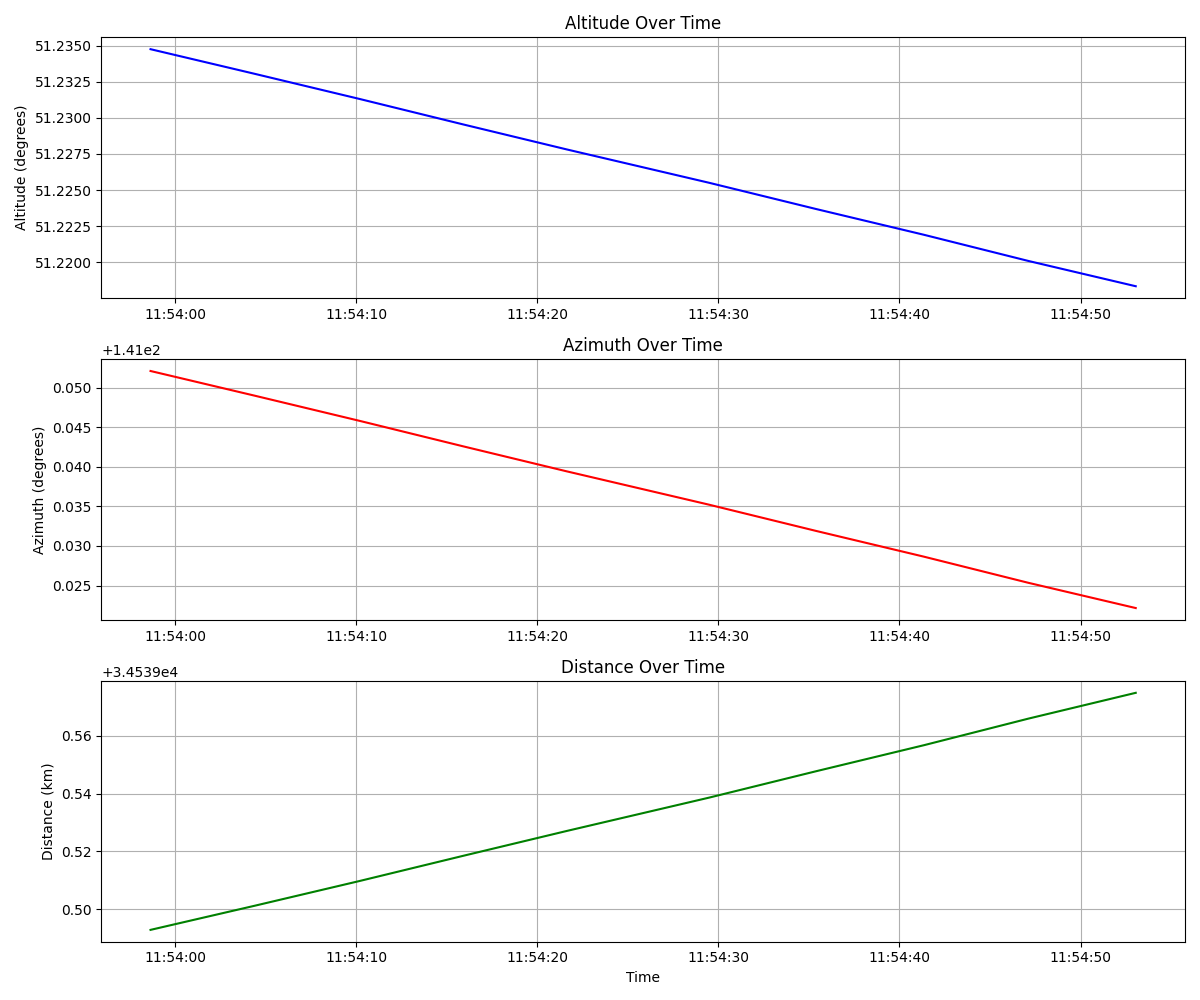 Altitude Over Time
Altitude (degrees)
51.2350
51.2325
51.2300
51.2275
51.2250
51.2225
51.2200
11:54:00 11:54:10 11:54:20 11:54:30 11:54:40 11:54:50
Azimuth Over Time
+1.41e2
Azimuth (degrees)
0.050
0.045
0.040
0.035
0.030
0.025
11:54:00 11:54:10 11:54:20 11:54:30 11:54:40 11:54:50
Distance Over Time
+3.4539e4
Distance (km)
0.56
0.54
0.52
0.50
11:54:00 11:54:10 11:54:20 11:54:30 11:54:40 11:54:50
Time